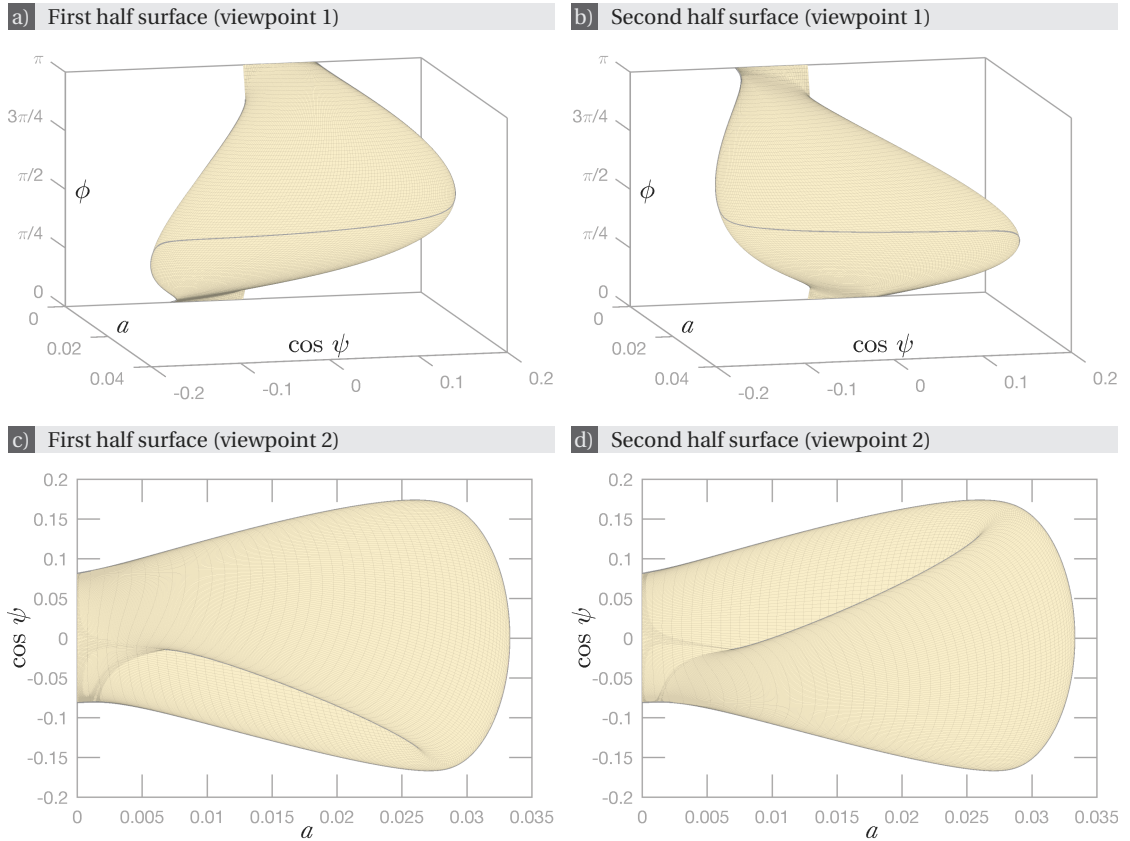 a) First half surface (viewpoint 1)
b) Second half surface (viewpoint 1)
π
3π/4
π/2
π/4
0
ϕ
0
0.02
0.04
a
cos ψ
-0.2
-0.1
0
0.1
0.2
π
3π/4
π/2
π/4
0
ϕ
0
0.02
0.04
a
cos ψ
-0.2
-0.1
0
0.1
0.2
c) First half surface (viewpoint 2)
d) Second half surface (viewpoint 2)
0.2
0.15
0.1
0.05
0
-0.05
-0.1
-0.15
-0.2
cos ψ
0 0.005 0.01 0.015 0.02 0.025 0.03 0.035
a
0.2
0.15
0.1
0.05
0
-0.05
-0.1
-0.15
-0.2
cos ψ
0 0.005 0.01 0.015 0.02 0.025 0.03 0.035
a